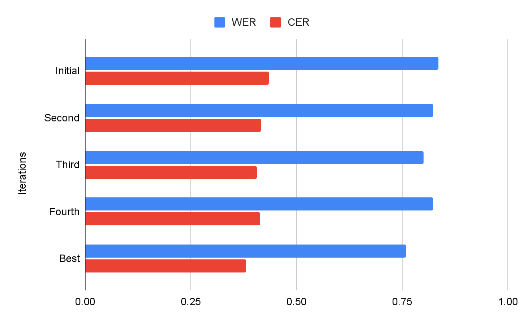 WER CER
Iterations
Initial
Second
Third
Fourth
Best
0.00 0.25 0.50 0.75 1.00